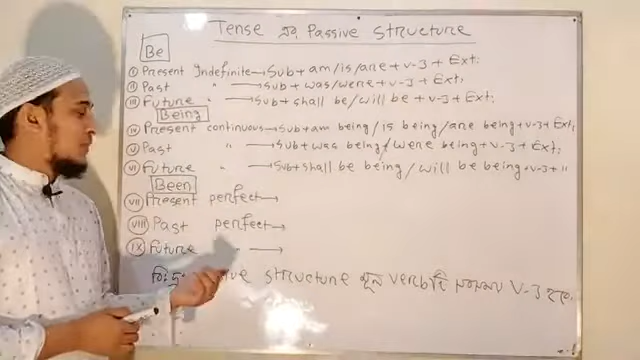 Tense এর Passive structure
Be
(i) Present Indefinite → Sub + am/is/are + v-3 + Ext:
(ii) Past " → Sub + was/were + v-3 + Ext:
(iii) Future " → Sub + shall be/will be + v-3 + Ext:
Being
(iv) Present continuous → Sub + am being/is being/are being + v-3 + Ext:
(v) Past " → Sub + was being/were being + v-3 + Ext:
(vi) Future " → Sub + shall be being/will be being + v-3 + "
Been
(vii) Present perfect →
(viii) Past perfect →
(ix) Future " →
বি:দ্র: structure মূল verbটি সবসময় V-3 হবে.